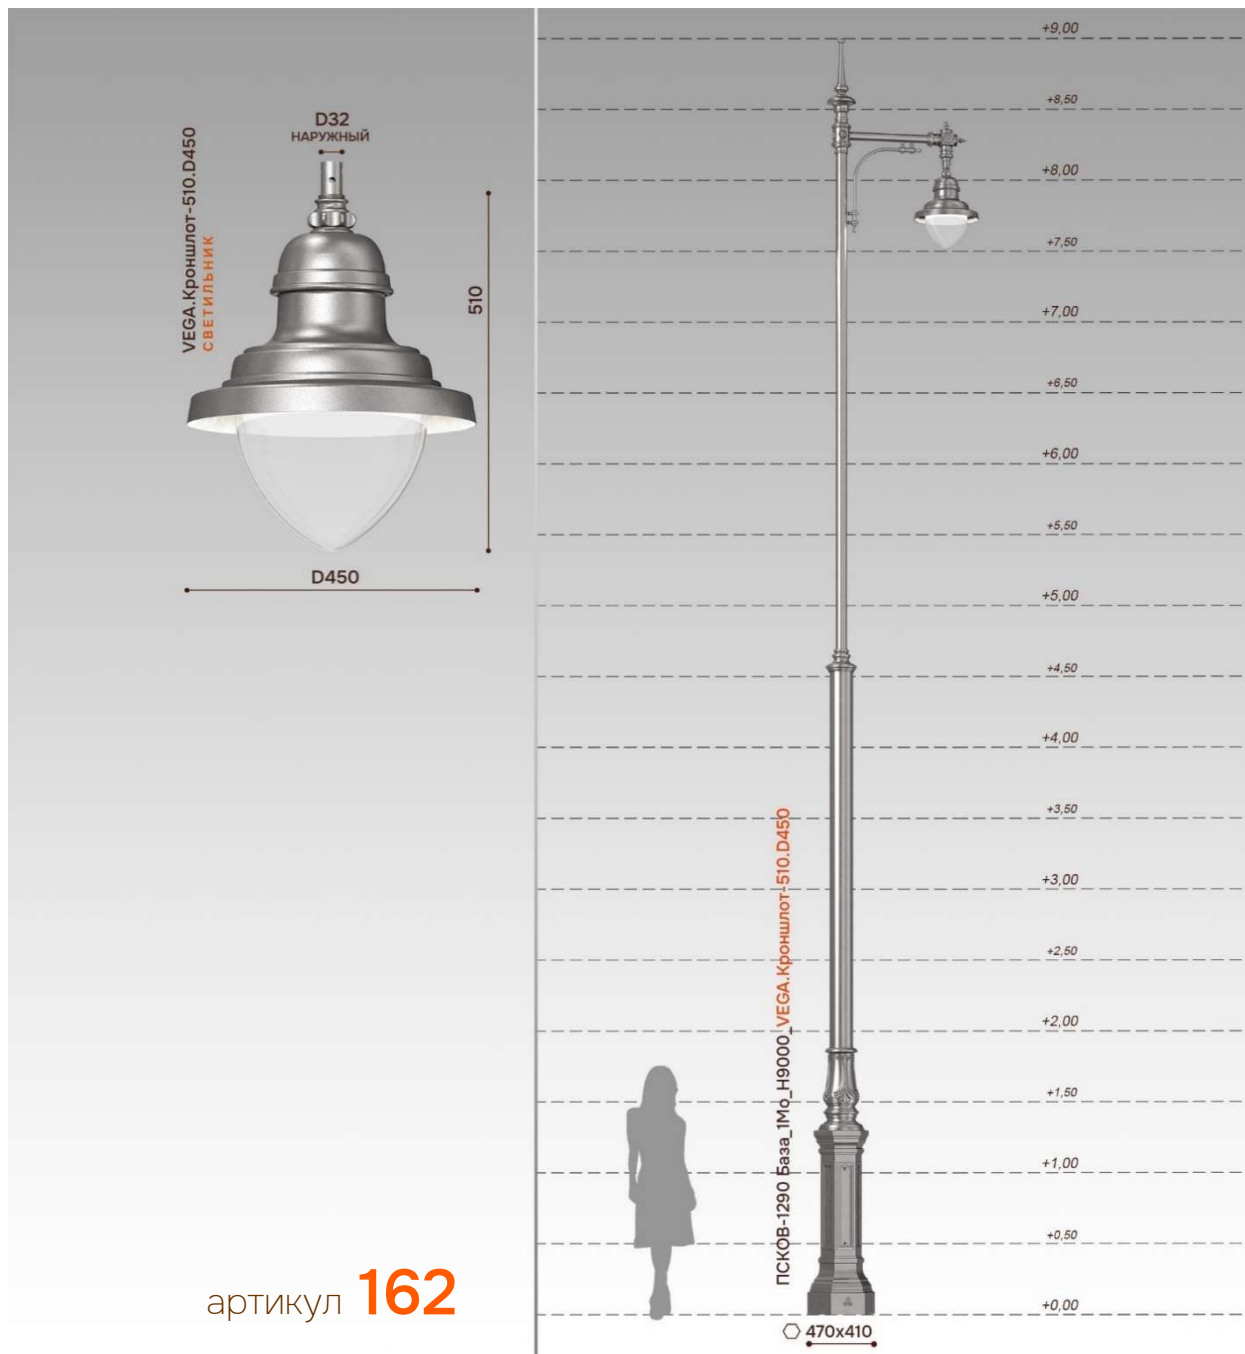 D32
НАРУЖНЫЙ
VEGA.Кроншлот-510.D450
СВЕТИЛЬНИК
510
D450
артикул 162
+9,00
+8,50
+8,00
+7,50
+7,00
+6,50
+6,00
+5,50
+5,00
+4,50
+4,00
+3,50
+3,00
+2,50
+2,00
+1,50
+1,00
+0,50
+0,00
ПСКОВ-1290 База_1Мо_Н9000_VEGA.Кроншлот-510.D450
470x410